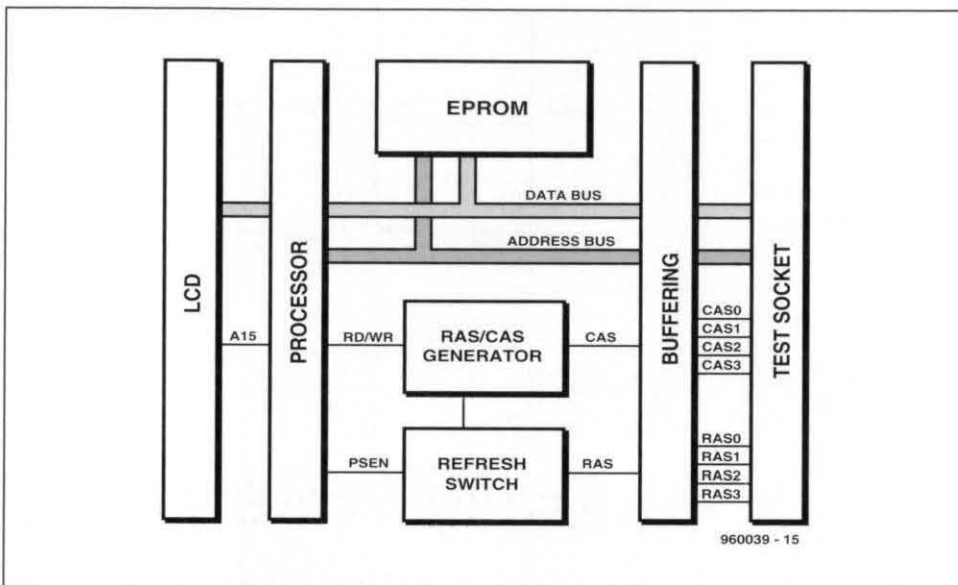 EPROM
DATA BUS
ADDRESS BUS
LCD
PROCESSOR
BUFFERING
TEST SOCKET
A15
RD/WR
RAS/CAS
GENERATOR
CAS
CAS0
CAS1
CAS2
CAS3
PSEN
REFRESH
SWITCH
RAS
RAS0
RAS1
RAS2
RAS3
960039 - 15